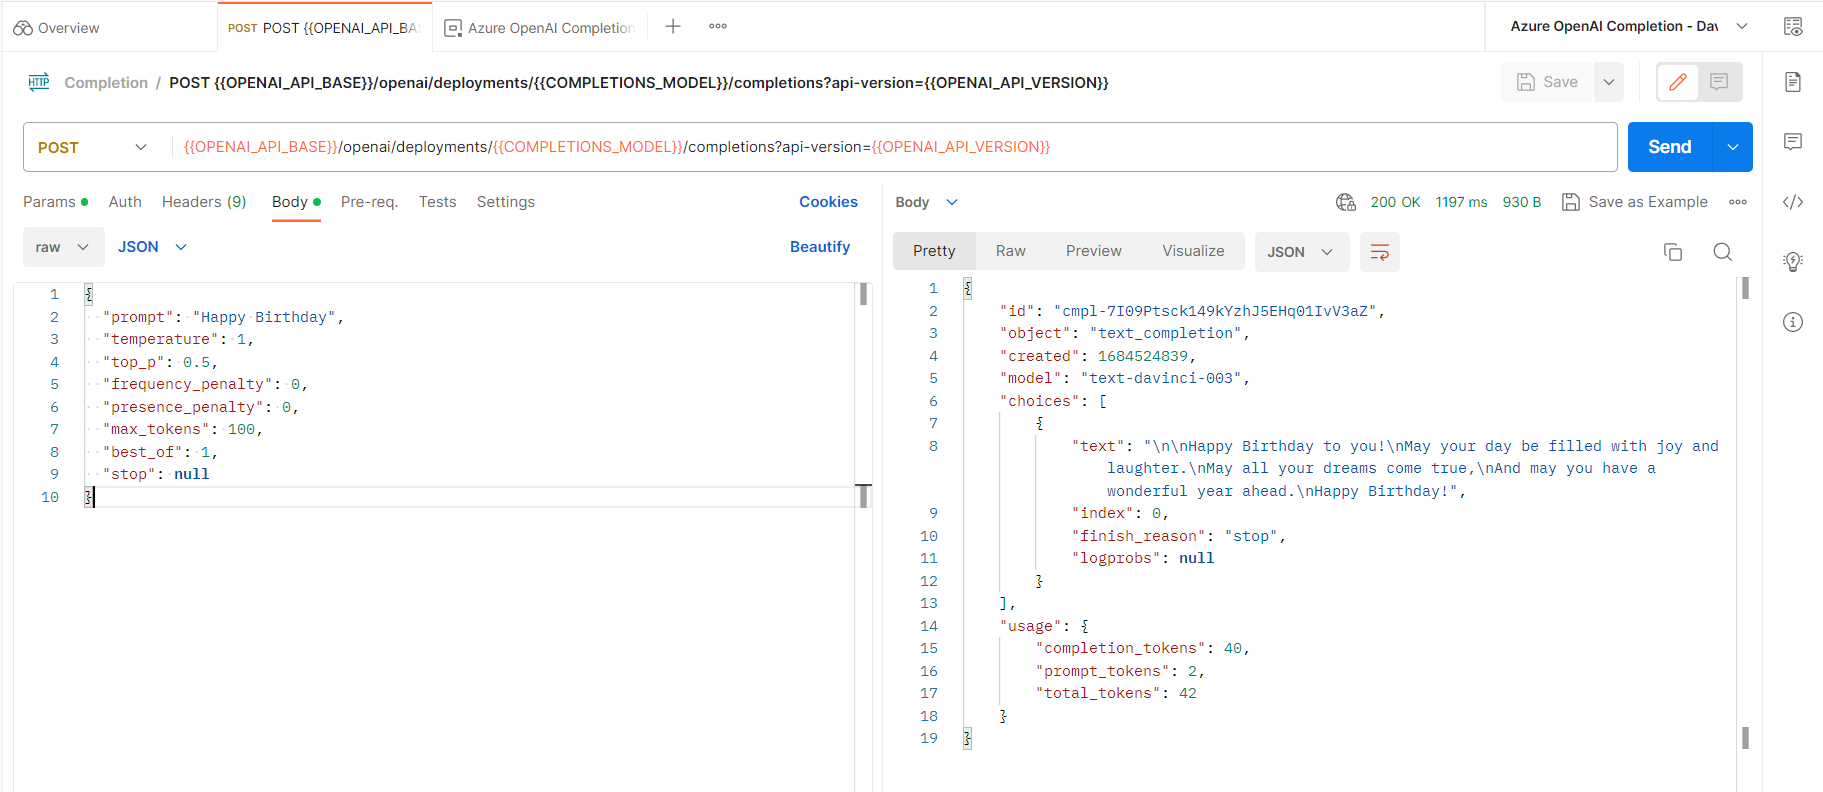 Overview
POST POST {{OPENAI_API_BA
Azure OpenAI Completion
Azure OpenAI Completion - Dav
HTTP Completion / POST {{OPENAI_API_BASE}}/openai/deployments/{{COMPLETIONS_MODEL}}/completions?api-version={{OPENAI_API_VERSION}}
Save
POST {{OPENAI_API_BASE}}/openai/deployments/{{COMPLETIONS_MODEL}}/completions?api-version={{OPENAI_API_VERSION}}
Send
Params Auth Headers (9) Body Pre-req. Tests Settings Cookies
raw JSON Beautify
1 {
2 "prompt": "Happy Birthday",
3 "temperature": 1,
4 "top_p": 0.5,
5 "frequency_penalty": 0,
6 "presence_penalty": 0,
7 "max_tokens": 100,
8 "best_of": 1,
9 "stop": null
10 }
Body 200 OK 1197 ms 930 B Save as Example
Pretty Raw Preview Visualize JSON
1 {
2 "id": "cmpl-7I09Ptsck149kYzhJ5EHq01IvV3aZ",
3 "object": "text_completion",
4 "created": 1684524839,
5 "model": "text-davinci-003",
6 "choices": [
7 {
8 "text": "\n\nHappy Birthday to you!\nMay your day be filled with joy and
laughter.\nMay all your dreams come true,\nAnd may you have a
wonderful year ahead.\nHappy Birthday!",
9 "index": 0,
10 "finish_reason": "stop",
11 "logprobs": null
12 }
13 ],
14 "usage": {
15 "completion_tokens": 40,
16 "prompt_tokens": 2,
17 "total_tokens": 42
18 }
19 }